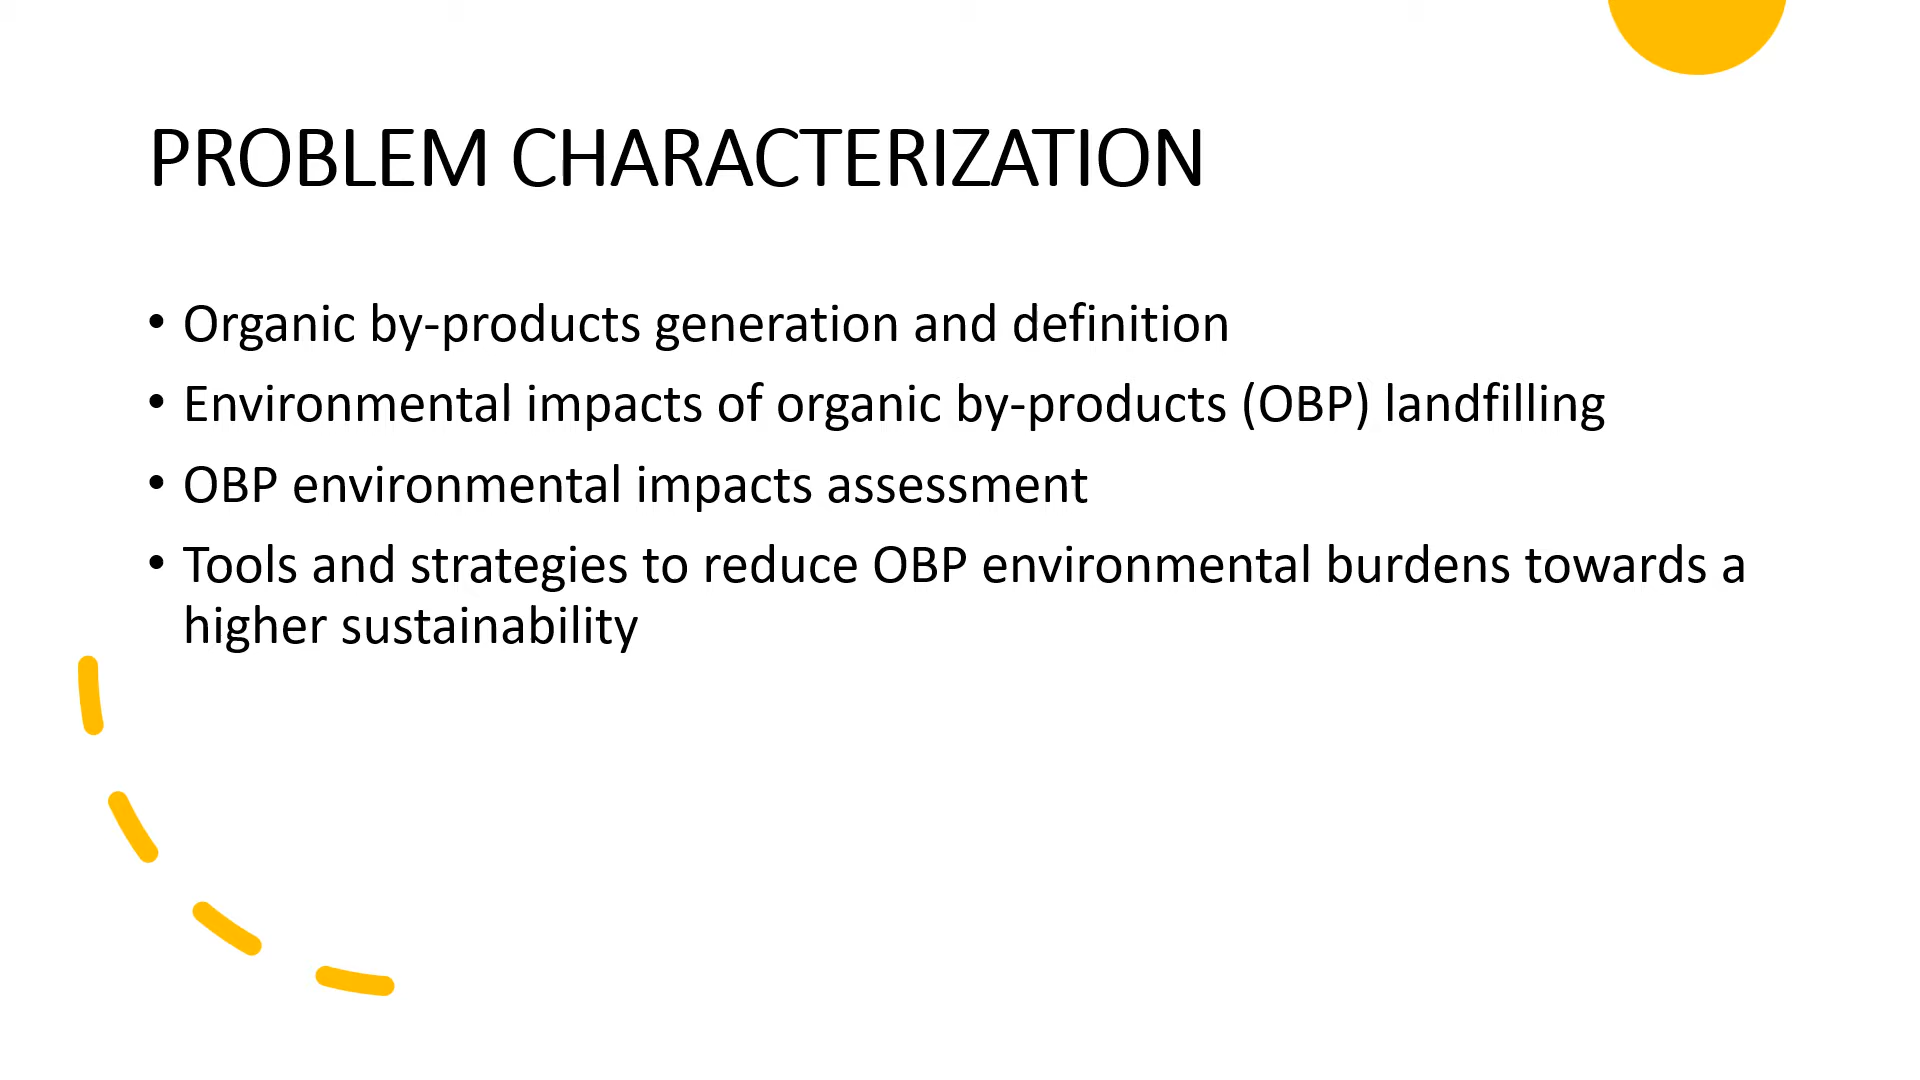 PROBLEM CHARACTERIZATION
• Organic by-products generation and definition
• Environmental impacts of organic by-products (OBP) landfilling
• OBP environmental impacts assessment
• Tools and strategies to reduce OBP environmental burdens towards a
higher sustainability